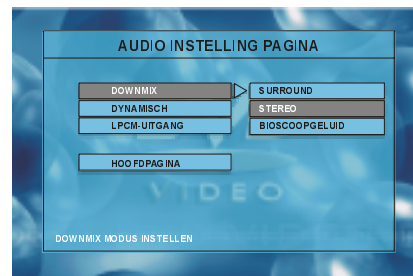 AUDIO INSTELLING PAGINA
DOWNMIX
SURROUND
DYNAMISCH
STEREO
LPCM-UITGANG
BIOSCOOPGELUID
HOOFDPAGINA
VIDEO
DOWNMIX MODUS INSTELLEN